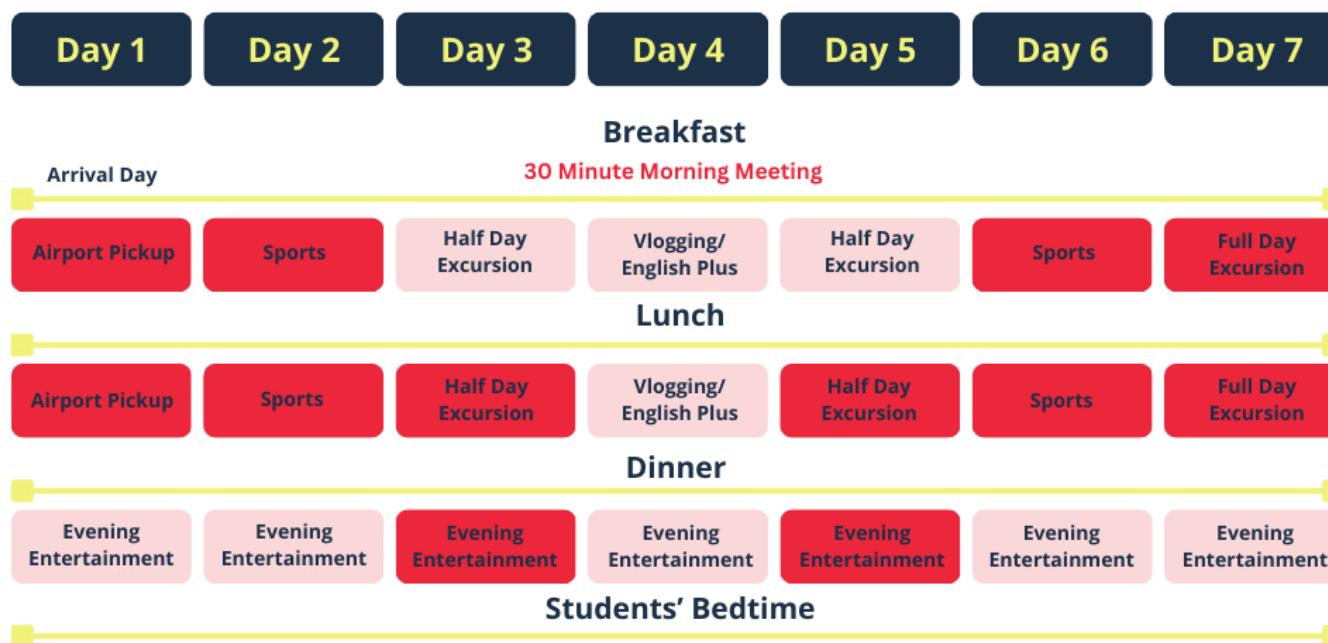 Day 1 Day 2 Day 3 Day 4 Day 5 Day 6 Day 7
Breakfast
30 Minute Morning Meeting
Arrival Day
Airport Pickup
Sports
Half Day
Excursion
Vlogging/
English Plus
Half Day
Excursion
Sports
Full Day
Excursion
Lunch
Airport Pickup
Sports
Half Day
Excursion
Vlogging/
English Plus
Half Day
Excursion
Sports
Full Day
Excursion
Dinner
Evening
Entertainment
Evening
Entertainment
Evening
Entertainment
Evening
Entertainment
Evening
Entertainment
Evening
Entertainment
Evening
Entertainment
Students’ Bedtime